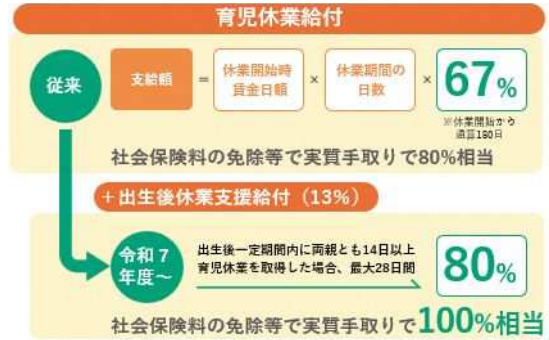 育児休業給付
従来
支給額
=
休業開始時
賃金日額
×
休業期間の
日数
×
67%
※休業開始から
通算180日
社会保険料の免除等で実質手取りで80%相当
+出生後休業支援給付（13%）
令和7
年度～
出生後一定期間内に両親とも14日以上
育児休業を取得した場合、最大28日間
80%
社会保険料の免除等で実質手取りで100%相当